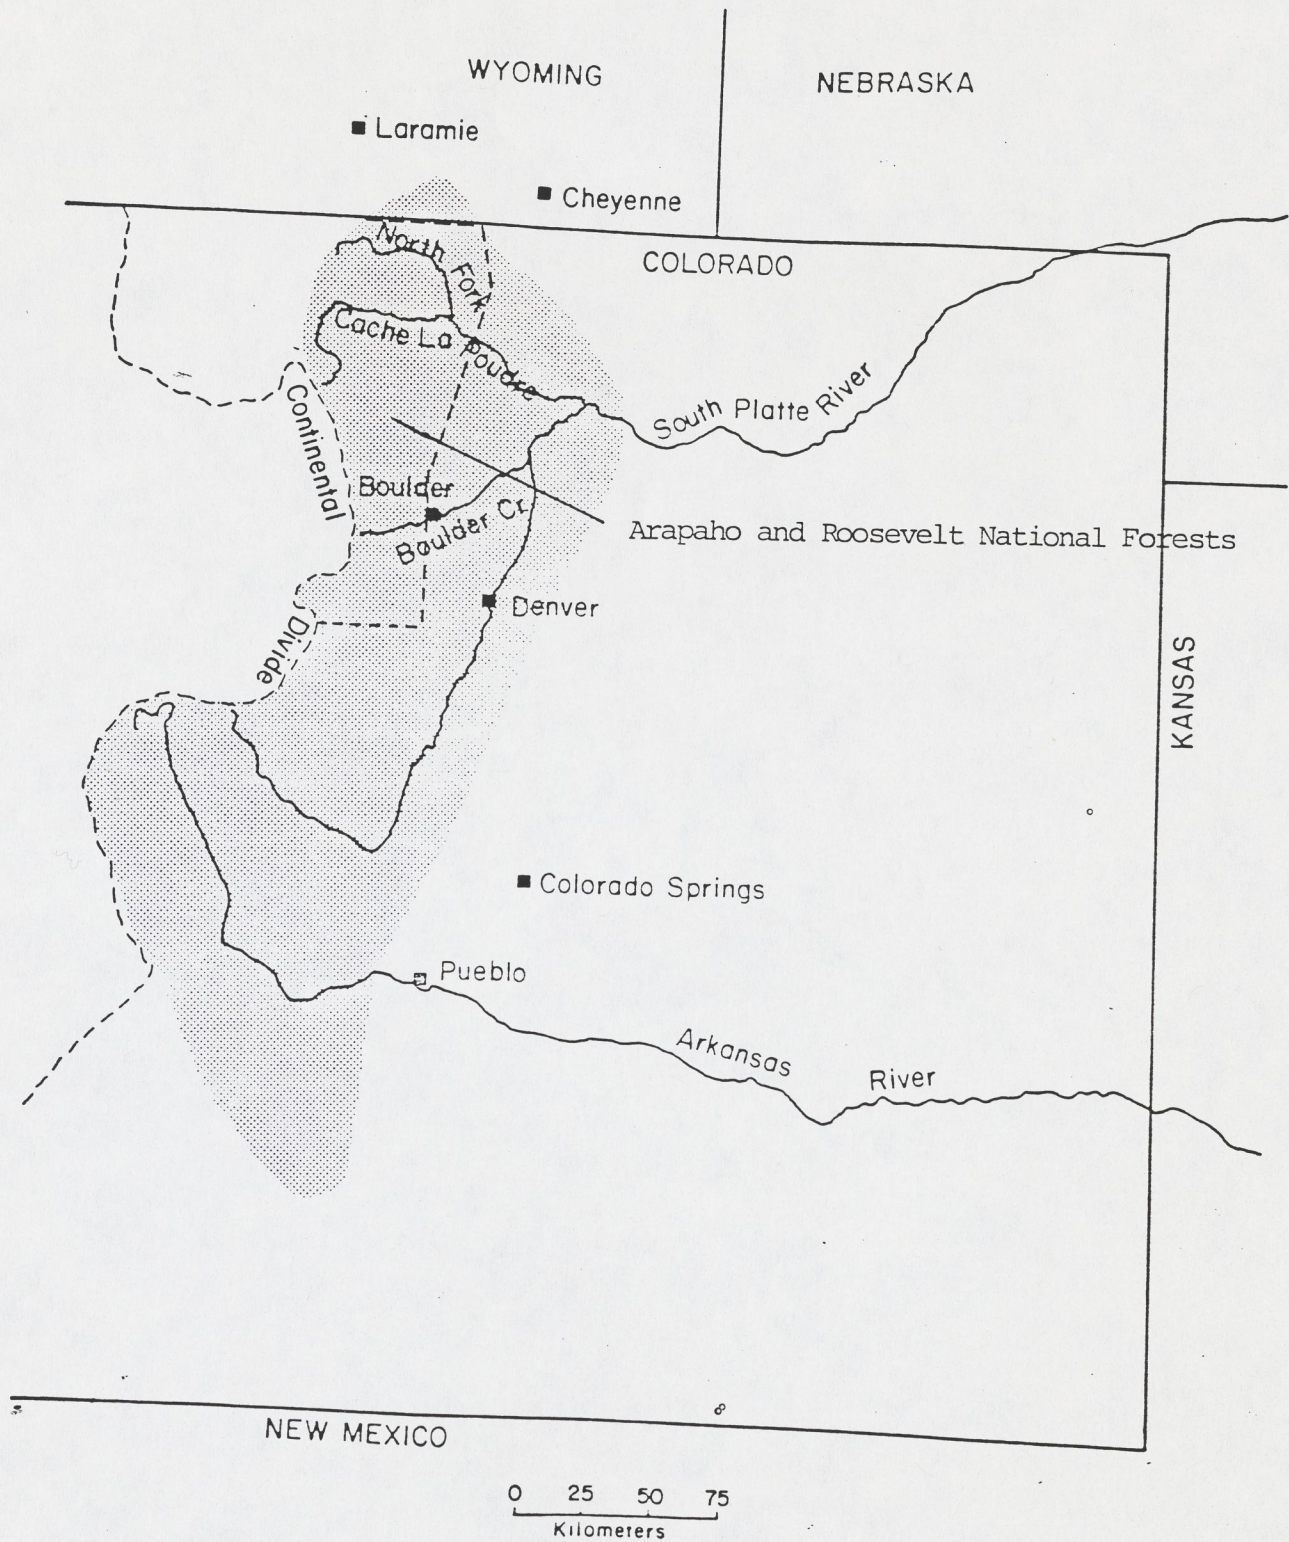 WYOMING
NEBRASKA
Laramie
Cheyenne
COLORADO
North Fork
Cache La Poudre
South Platte River
Continental
Divide
Boulder
Boulder Cr.
Arapaho and Roosevelt National Forests
Denver
KANSAS
Colorado Springs
Pueblo
Arkansas River
NEW MEXICO
0 25 50 75
Kilometers